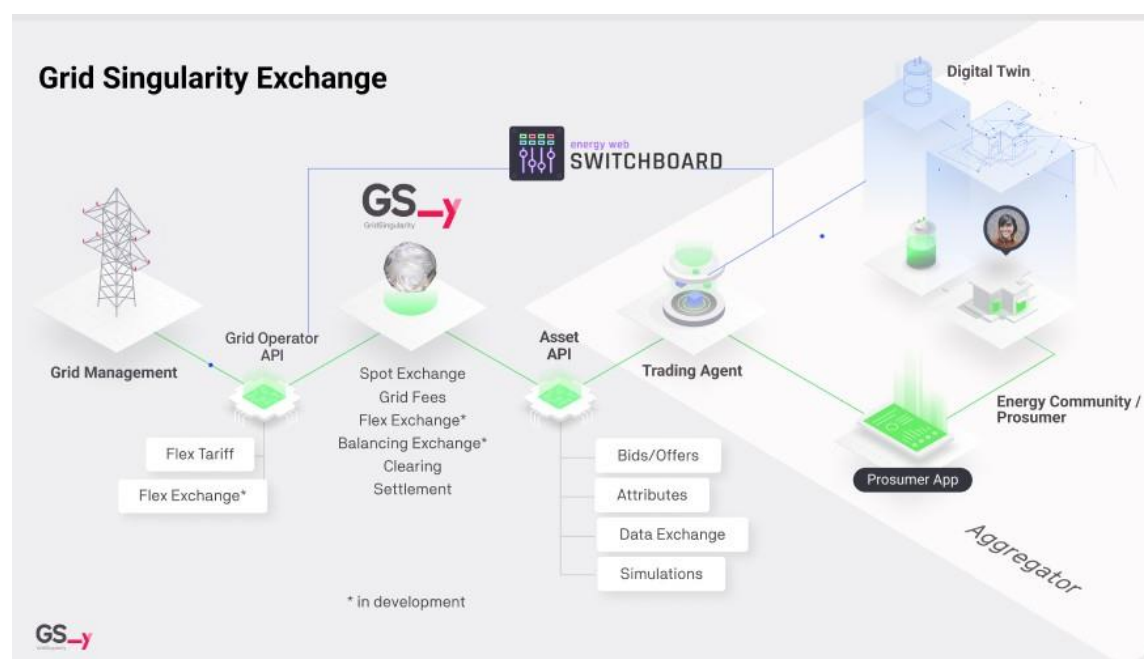 Grid Singularity Exchange
Digital Twin
energy web
SWITCHBOARD
GS_y
GridSingularity
Grid Operator
API
Asset
API
Grid Management
Trading Agent
Spot Exchange
Grid Fees
Flex Exchange*
Balancing Exchange*
Clearing
Settlement
Energy Community /
Prosumer
Flex Tariff
Flex Exchange*
Bids/Offers
Attributes
Data Exchange
Simulations
Prosumer App
Aggregator
* in development
GS_y
GridSingularity